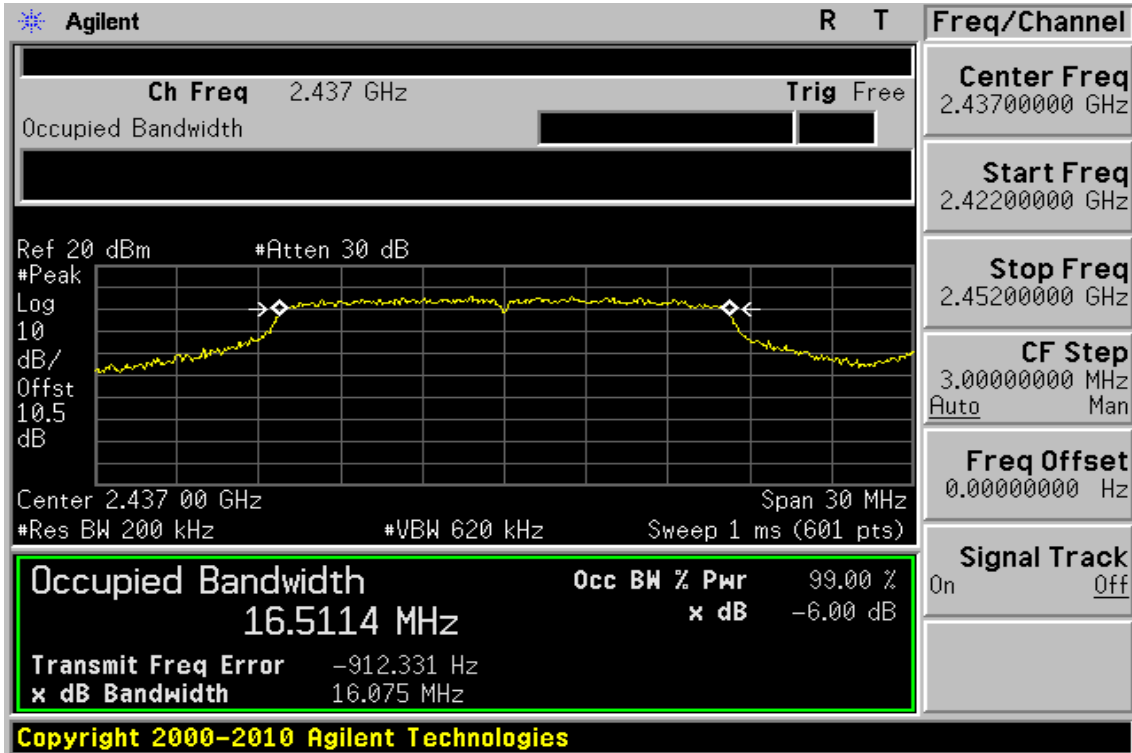 Agilent R T
Ch Freq 2.437 GHz Trig Free
Occupied Bandwidth
Ref 20 dBm #Atten 30 dB
#Peak
Log
10
dB/
Offst
10.5
dB
Center 2.437 00 GHz Span 30 MHz
#Res BW 200 kHz #VBW 620 kHz Sweep 1 ms (601 pts)
Occupied Bandwidth Occ BW % Pwr 99.00 %
16.5114 MHz x dB -6.00 dB
Transmit Freq Error -912.331 Hz
x dB Bandwidth 16.075 MHz
Copyright 2000-2010 Agilent Technologies
Freq/Channel
Center Freq
2.43700000 GHz
Start Freq
2.42200000 GHz
Stop Freq
2.45200000 GHz
CF Step
3.00000000 MHz
Auto Man
Freq Offset
0.00000000 Hz
Signal Track
On Off